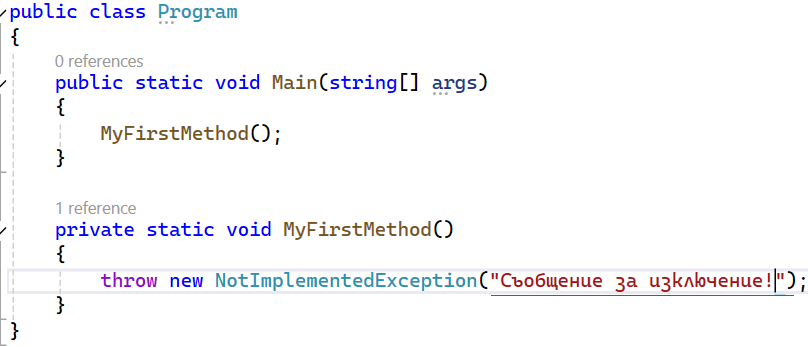 public class Program
{
0 references
public static void Main(string[] args)
{
MyFirstMethod();
}
1 reference
private static void MyFirstMethod()
{
throw new NotImplementedException("Съобщение за изключение!");
}
}